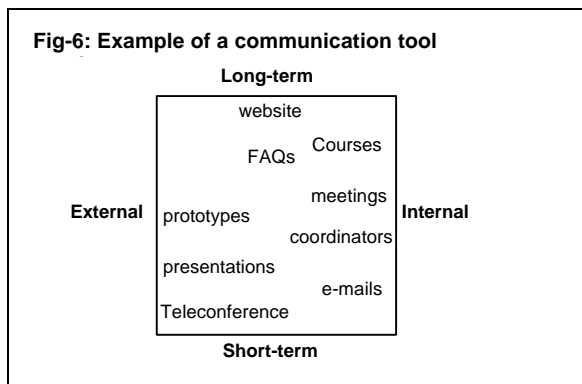 Fig-6: Example of a communication tool
Long-term
website
Courses
FAQs
meetings
External
Internal
prototypes
coordinators
presentations
e-mails
Teleconference
Short-term